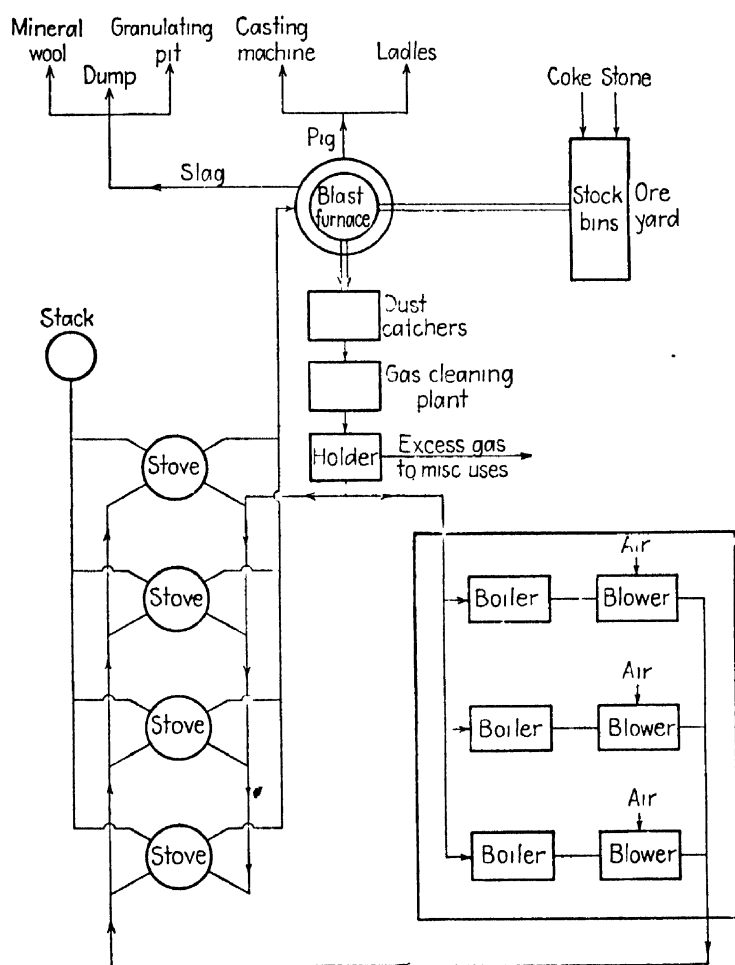 Mineral
wool
Granulating
pit
Casting
machine
Ladles
Dump
Coke Stone
Pig
Slag
Blast
furnace
Stock
bins
Ore
yard
Dust
catchers
Stack
Gas cleaning
plant
Holder
Excess gas
to misc uses
Stove
Air
Boiler
Blower
Stove
Air
Boiler
Blower
Stove
Air
Boiler
Blower
Stove